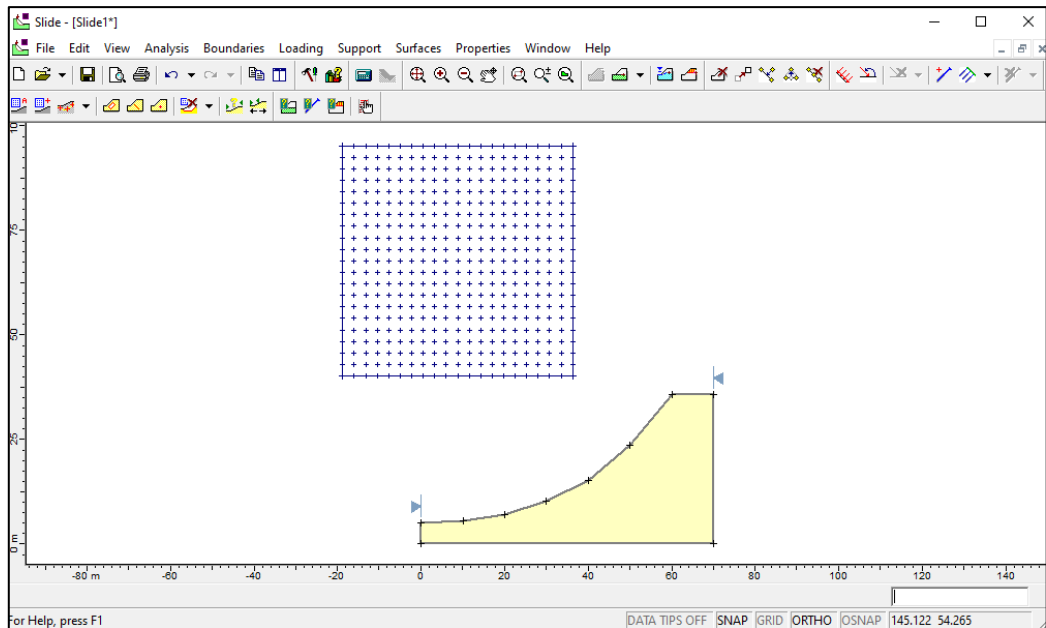 Slide - [Slide1*]
File Edit View Analysis Boundaries Loading Support Surfaces Properties Window Help
10
75
50
25
0 m
-80 m -60 -40 -20 0 20 40 60 80 100 120 140
For Help, press F1 DATA TIPS OFF SNAP GRID ORTHO OSNAP 145.122 54.265